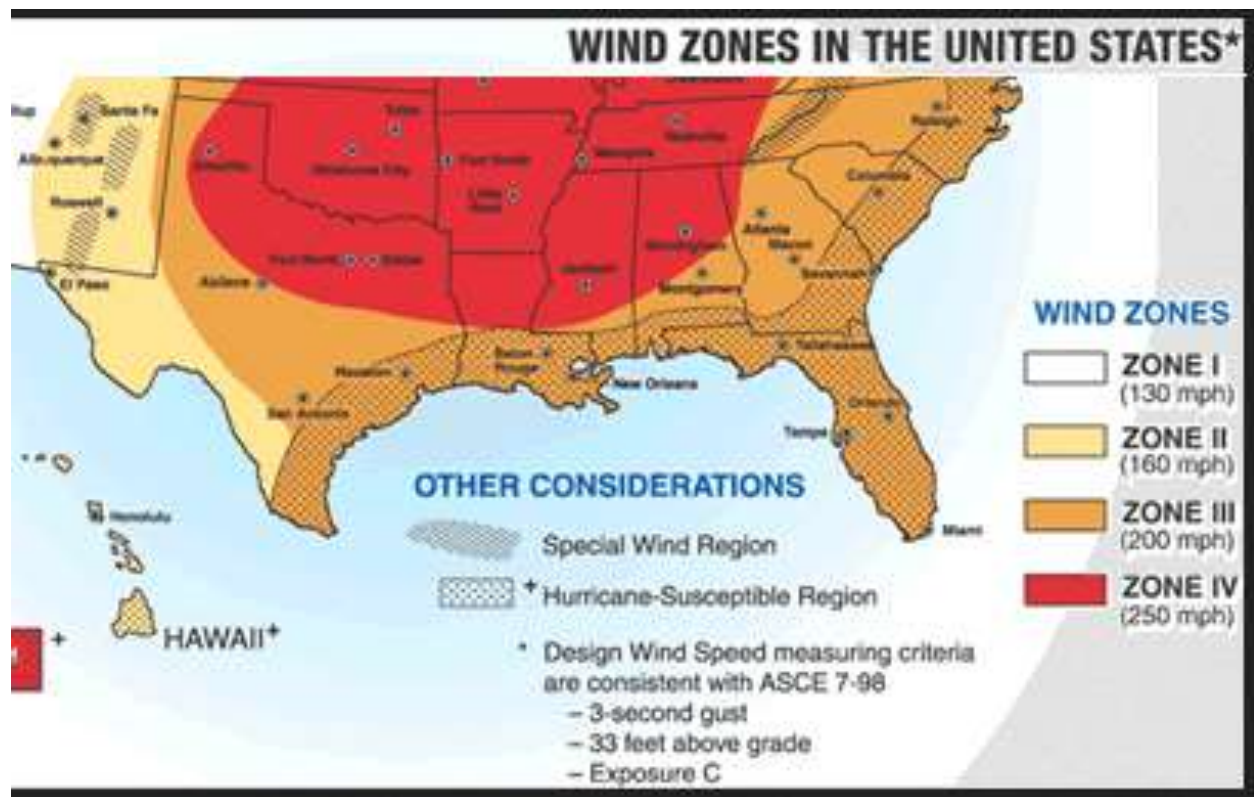 WIND ZONES IN THE UNITED STATES*
Santa Fe
Albuquerque
Roswell
El Paso
Tulsa
Amarillo
Oklahoma City
Fort Smith
Little Rock
Memphis
Nashville
Raleigh
Columbia
Atlanta
Macon
Savannah
Birmingham
Montgomery
Jackson
Fort Worth
Dallas
Abilene
Houston
San Antonio
Baton
Rouge
New Orleans
Tallahassee
Orlando
Tampa
Miami
WIND ZONES
ZONE I
(130 mph)
ZONE II
(160 mph)
ZONE III
(200 mph)
ZONE IV
(250 mph)
OTHER CONSIDERATIONS
Special Wind Region
+ Hurricane-Susceptible Region
* Design Wind Speed measuring criteria
are consistent with ASCE 7-98
– 3-second gust
– 33 feet above grade
– Exposure C
Honolulu
HAWAII+
+